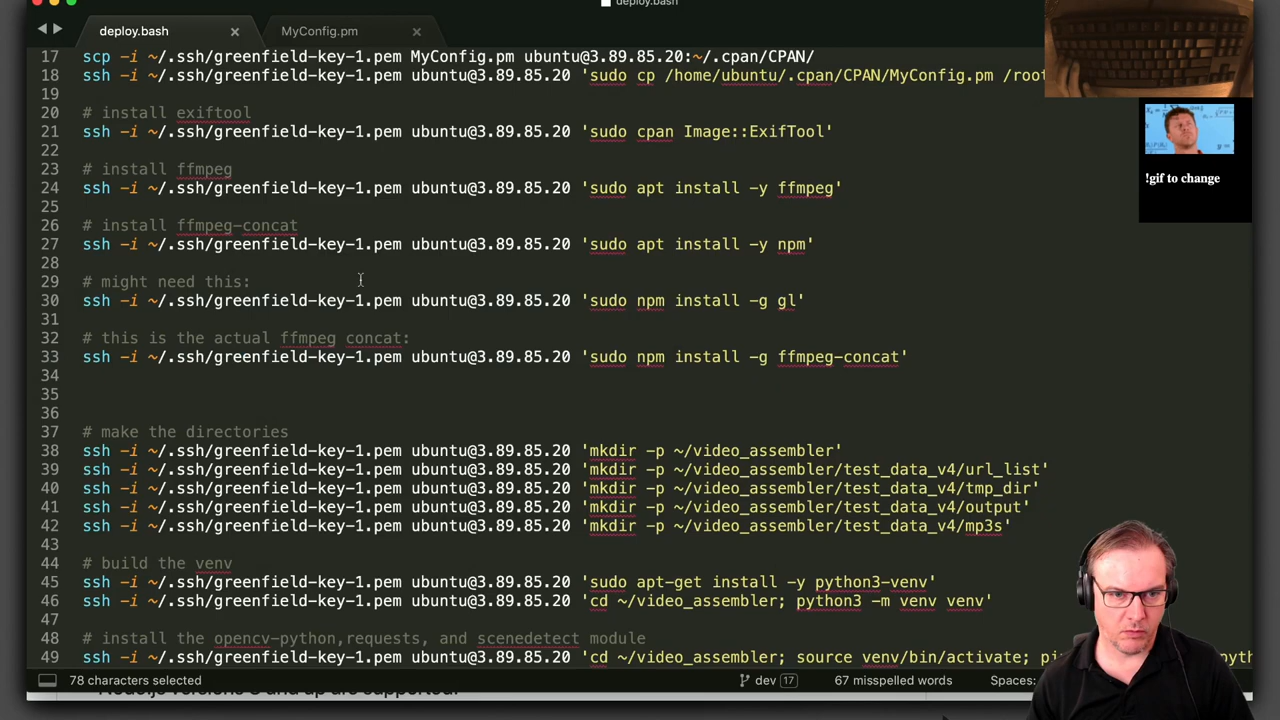 deploy.bash
deploy.bash
MyConfig.pm
17 scp -i ~/.ssh/greenfield-key-1.pem MyConfig.pm ubuntu@3.89.85.20:~/.cpan/CPAN/
18 ssh -i ~/.ssh/greenfield-key-1.pem ubuntu@3.89.85.20 'sudo cp /home/ubuntu/.cpan/CPAN/MyConfig.pm /root
19
20 # install exiftool
21 ssh -i ~/.ssh/greenfield-key-1.pem ubuntu@3.89.85.20 'sudo cpan Image::ExifTool'
22
23 # install ffmpeg
24 ssh -i ~/.ssh/greenfield-key-1.pem ubuntu@3.89.85.20 'sudo apt install -y ffmpeg'
25
26 # install ffmpeg-concat
27 ssh -i ~/.ssh/greenfield-key-1.pem ubuntu@3.89.85.20 'sudo apt install -y npm'
28
29 # might need this:
30 ssh -i ~/.ssh/greenfield-key-1.pem ubuntu@3.89.85.20 'sudo npm install -g gl'
31
32 # this is the actual ffmpeg concat:
33 ssh -i ~/.ssh/greenfield-key-1.pem ubuntu@3.89.85.20 'sudo npm install -g ffmpeg-concat'
34
35
36
37 # make the directories
38 ssh -i ~/.ssh/greenfield-key-1.pem ubuntu@3.89.85.20 'mkdir -p ~/video_assembler'
39 ssh -i ~/.ssh/greenfield-key-1.pem ubuntu@3.89.85.20 'mkdir -p ~/video_assembler/test_data_v4/url_list'
40 ssh -i ~/.ssh/greenfield-key-1.pem ubuntu@3.89.85.20 'mkdir -p ~/video_assembler/test_data_v4/tmp_dir'
41 ssh -i ~/.ssh/greenfield-key-1.pem ubuntu@3.89.85.20 'mkdir -p ~/video_assembler/test_data_v4/output'
42 ssh -i ~/.ssh/greenfield-key-1.pem ubuntu@3.89.85.20 'mkdir -p ~/video_assembler/test_data_v4/mp3s'
43
44 # build the venv
45 ssh -i ~/.ssh/greenfield-key-1.pem ubuntu@3.89.85.20 'sudo apt-get install -y python3-venv'
46 ssh -i ~/.ssh/greenfield-key-1.pem ubuntu@3.89.85.20 'cd ~/video_assembler; python3 -m venv venv'
47
48 # install the opencv-python,requests, and scenedetect module
49 ssh -i ~/.ssh/greenfield-key-1.pem ubuntu@3.89.85.20 'cd ~/video_assembler; source venv/bin/activate;
!gif to change
78 characters selected
dev 17
67 misspelled words
Spaces: